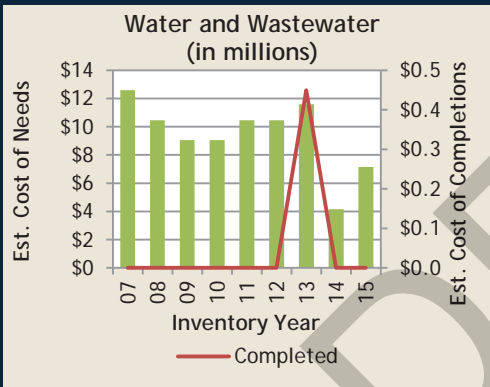 Water and Wastewater
(in millions)
Est. Cost of Needs
$14
$12
$10
$8
$6
$4
$2
$0
$0.5
$0.4
$0.3
$0.2
$0.1
$0.0
Est. Cost of Completions
07 08 09 10 11 12 13 14 15
Inventory Year
Completed